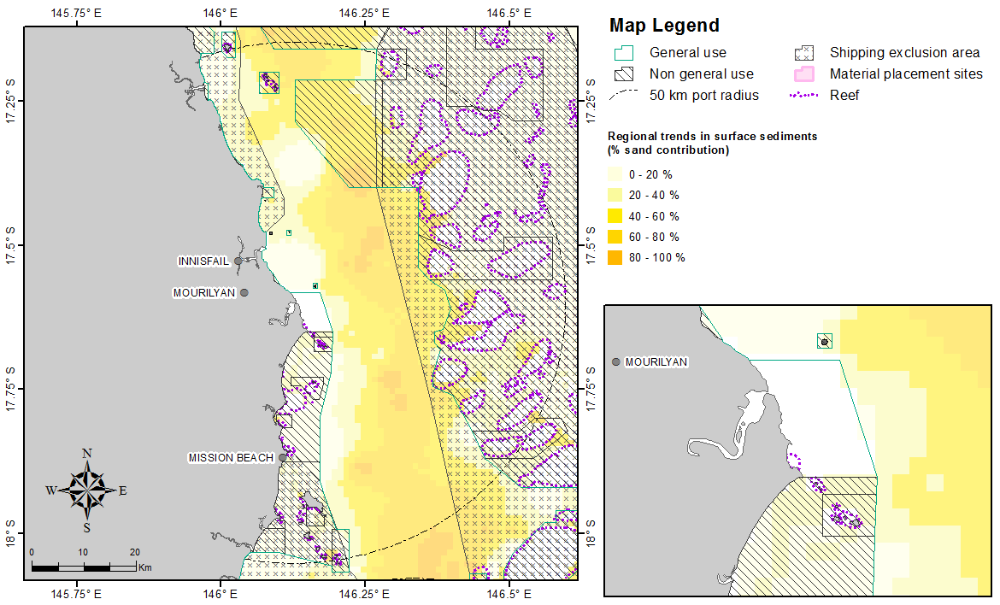 145.75° E 146° E 146.25° E 146.5° E
17.25° S
17.5° S
17.75° S
18° S
17.25° S
17.5° S
17.75° S
18° S
INNISFAIL
MOURILYAN
MISSION BEACH
N
W E
S
0 10 20
Km
145.75° E 146° E 146.25° E 146.5° E
Map Legend
General use
Non general use
50 km port radius
Shipping exclusion area
Material placement sites
Reef
Regional trends in surface sediments
(% sand contribution)
0 - 20 %
20 - 40 %
40 - 60 %
60 - 80 %
80 - 100 %
MOURILYAN